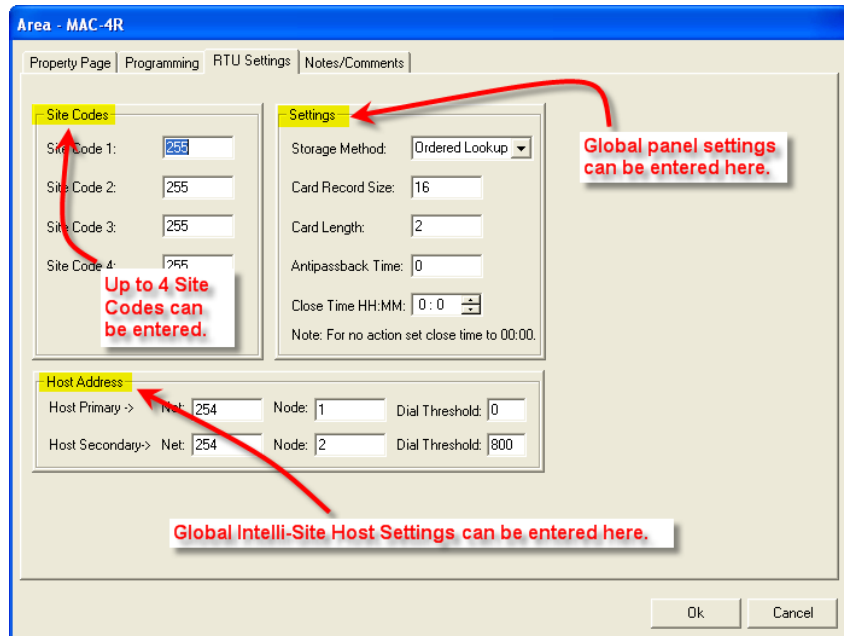 Area - MAC-4R
Property Page Programming RTU Settings Notes/Comments
Site Codes
Site Code 1: 255
Site Code 2: 255
Site Code 3: 255
Site Code 4: 255
Up to 4 Site
Codes can
be entered.
Settings
Storage Method: Ordered Lookup
Card Record Size: 16
Card Length: 2
Antipassback Time: 0
Close Time HH:MM: 0 : 0
Note: For no action set close time to 00:00.
Global panel settings
can be entered here.
Host Address
Host Primary -> Net: 254 Node: 1 Dial Threshold: 0
Host Secondary-> Net: 254 Node: 2 Dial Threshold: 800
Global Intelli-Site Host Settings can be entered here.
Ok Cancel